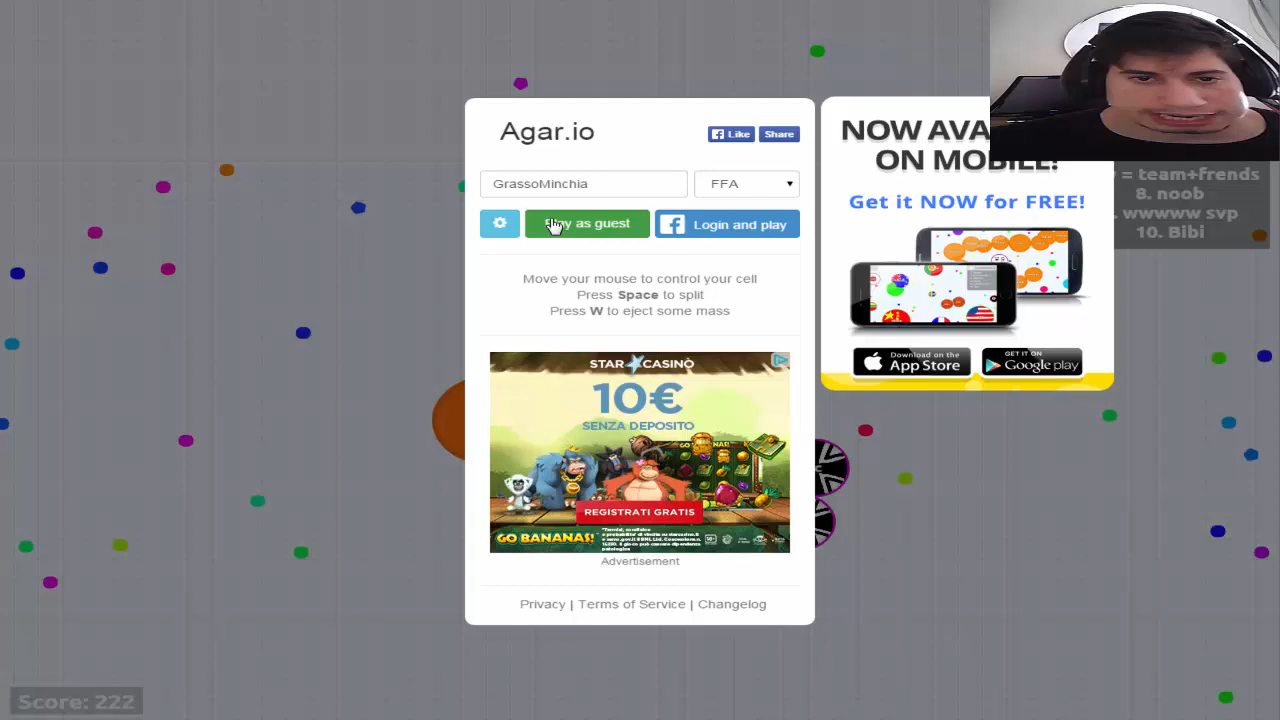 Agar.io
Like
Share
GrassoMinchia
FFA
as guest
Login and play
Move your mouse to control your cell
Press Space to split
Press W to eject some mass
STAR CASINÒ
10€
SENZA DEPOSITO
REGISTRATI GRATIS
GO BANANAS!
Advertisement
Privacy | Terms of Service | Changelog
NOW
ON MOBILE!
Get it NOW for FREE!
Download on the
App Store
GET IT ON
Google play
= team+frends
8. noob
. wwwww svp
10. Bibi
Score: 222